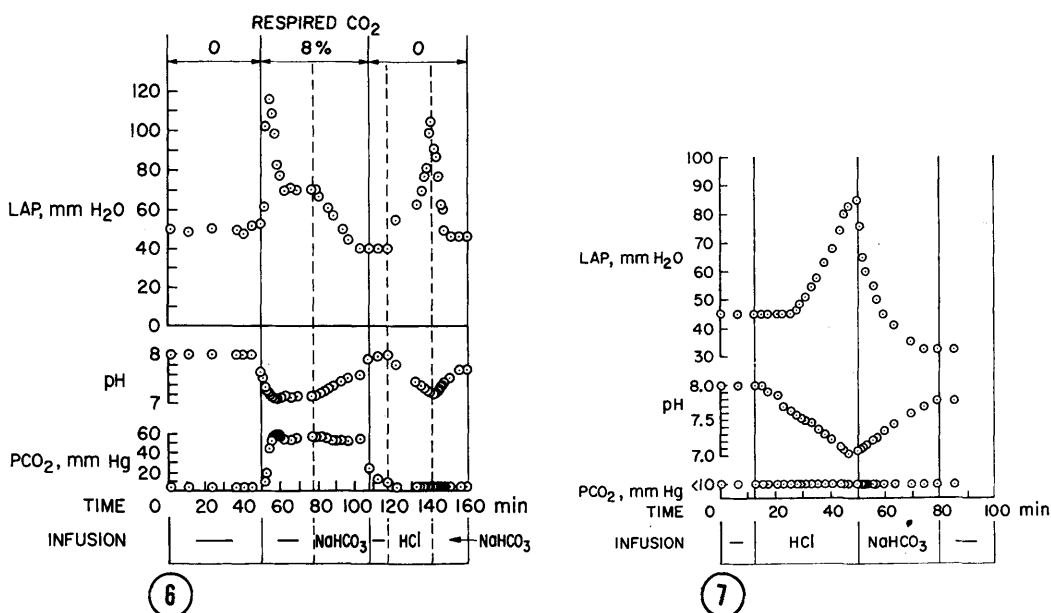 RESPIRED CO₂
0 8% 0
120
100
80
LAP, mm H₂O 60
40
20
0
8
pH
7
60
PCO₂, mm Hg 40
20
TIME 0 20 40 60 80 100 120 140 160 min
INFUSION — — NaHCO₃ — HCl ← NaHCO₃
6
100
90
80
LAP, mm H₂O 70
60
50
40
30
8.0
pH 7.5
7.0
PCO₂, mm Hg <10
TIME 0 20 40 60 80 100 min
INFUSION — HCl NaHCO₃ —
7